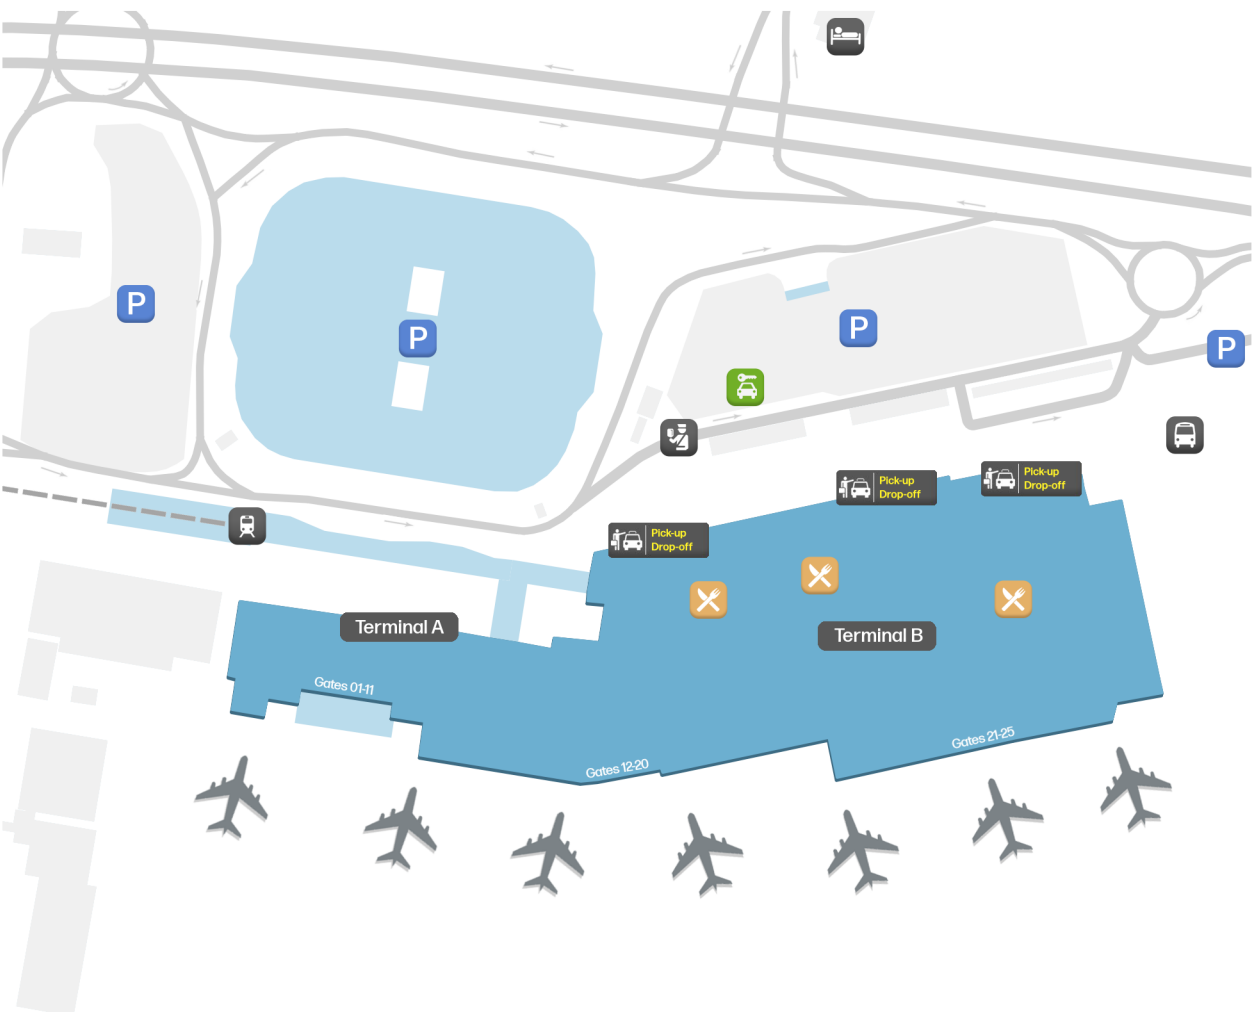 P
P
P
P
Pick-up
Drop-off
Pick-up
Drop-off
Pick-up
Drop-off
Terminal A
Terminal B
Gates 01-11
Gates 12-20
Gates 21-25